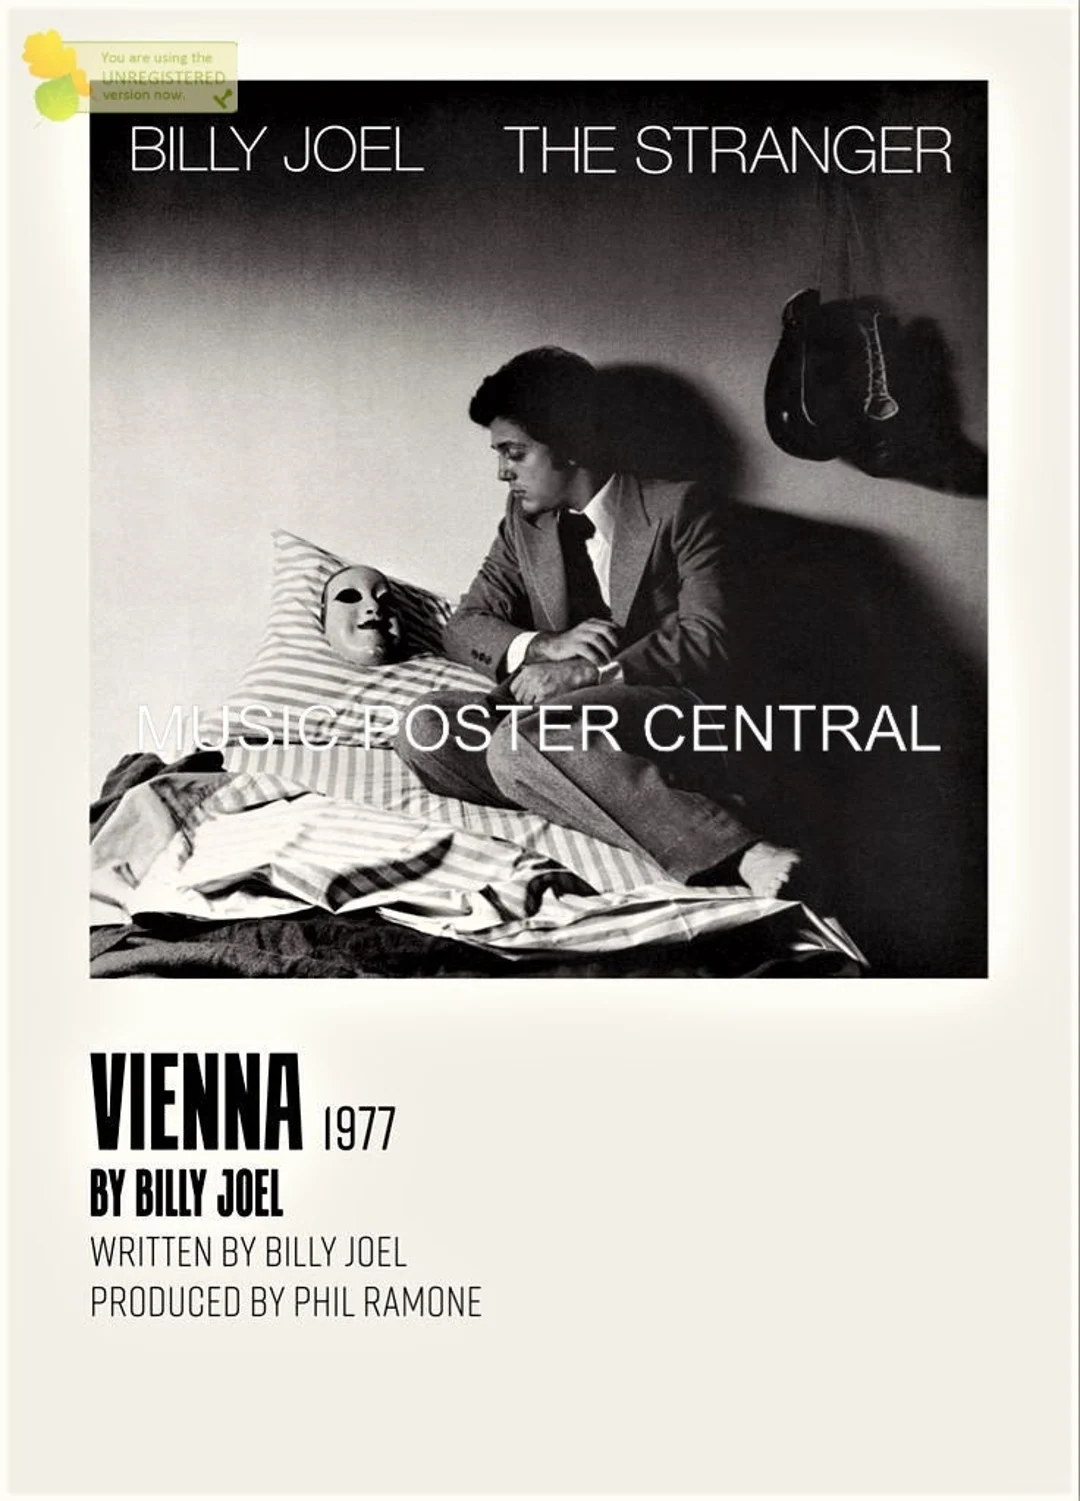 You are using the
UNREGISTERED
version now.
BILLY JOEL THE STRANGER
MUSIC POSTER CENTRAL
VIENNA 1977
BY BILLY JOEL
WRITTEN BY BILLY JOEL
PRODUCED BY PHIL RAMONE